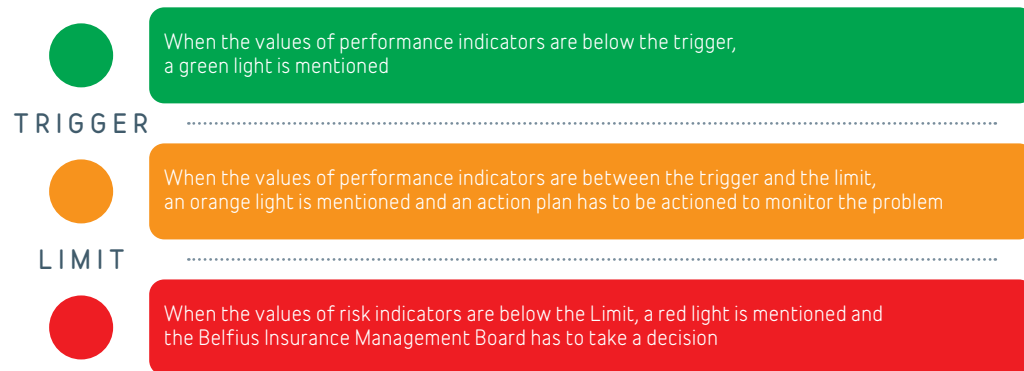 When the values of performance indicators are below the trigger,
a green light is mentioned
TRIGGER
When the values of performance indicators are between the trigger and the limit,
an orange light is mentioned and an action plan has to be actioned to monitor the problem
LIMIT
When the values of risk indicators are below the Limit, a red light is mentioned and
the Belfius Insurance Management Board has to take a decision